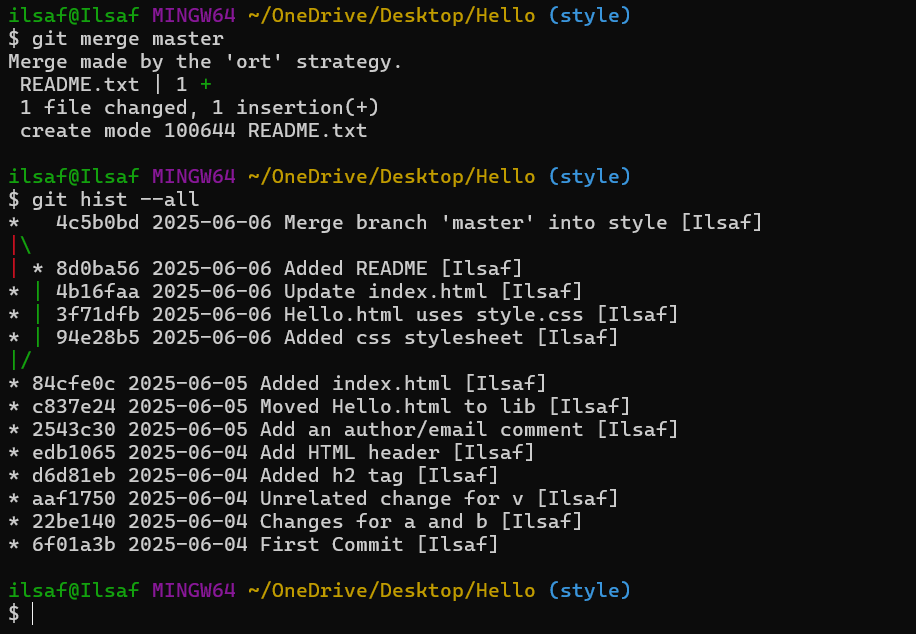 ilsaf@Ilsaf MINGW64 ~/OneDrive/Desktop/Hello (style)
$ git merge master
Merge made by the 'ort' strategy.
 README.txt | 1 +
 1 file changed, 1 insertion(+)
 create mode 100644 README.txt

ilsaf@Ilsaf MINGW64 ~/OneDrive/Desktop/Hello (style)
$ git hist --all
*   4c5b0bd 2025-06-06 Merge branch 'master' into style [Ilsaf]
|\
| * 8d0ba56 2025-06-06 Added README [Ilsaf]
* | 4b16faa 2025-06-06 Update index.html [Ilsaf]
* | 3f71dfb 2025-06-06 Hello.html uses style.css [Ilsaf]
* | 94e28b5 2025-06-06 Added css stylesheet [Ilsaf]
|/
* 84cfe0c 2025-06-05 Added index.html [Ilsaf]
* c837e24 2025-06-05 Moved Hello.html to lib [Ilsaf]
* 2543c30 2025-06-05 Add an author/email comment [Ilsaf]
* edb1065 2025-06-04 Add HTML header [Ilsaf]
* d6d81eb 2025-06-04 Added h2 tag [Ilsaf]
* aaf1750 2025-06-04 Unrelated change for v [Ilsaf]
* 22be140 2025-06-04 Changes for a and b [Ilsaf]
* 6f01a3b 2025-06-04 First Commit [Ilsaf]

ilsaf@Ilsaf MINGW64 ~/OneDrive/Desktop/Hello (style)
$